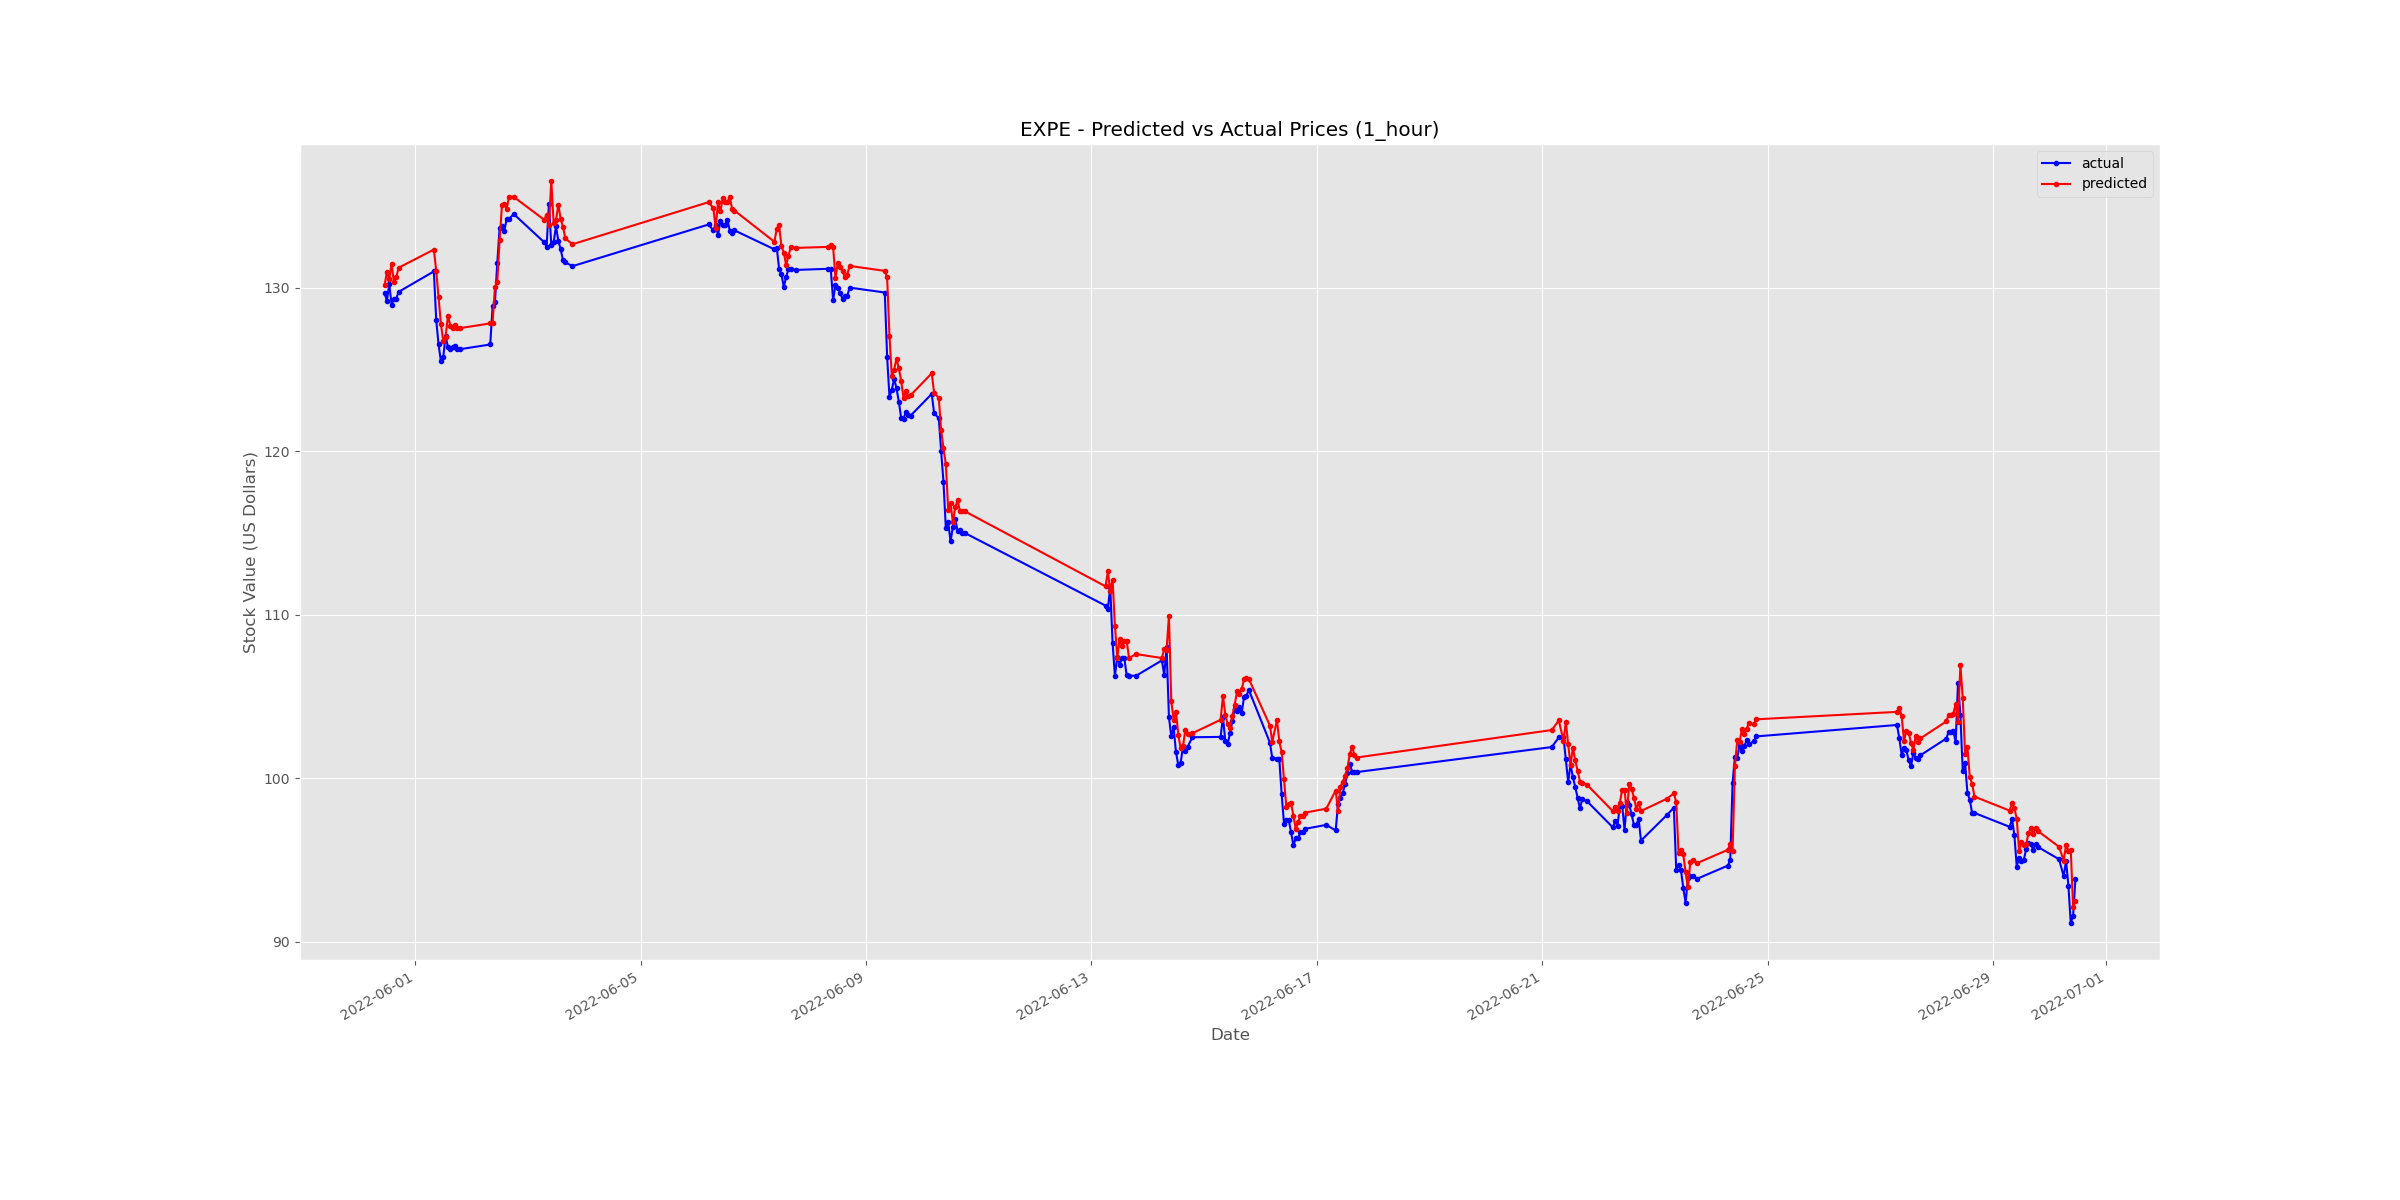 EXPE - Predicted vs Actual Prices (1_hour)
actual
predicted
Stock Value (US Dollars)
130
120
110
100
90
2022-06-01
2022-06-05
2022-06-09
2022-06-13
2022-06-17
2022-06-21
2022-06-25
2022-06-29
2022-07-01
Date